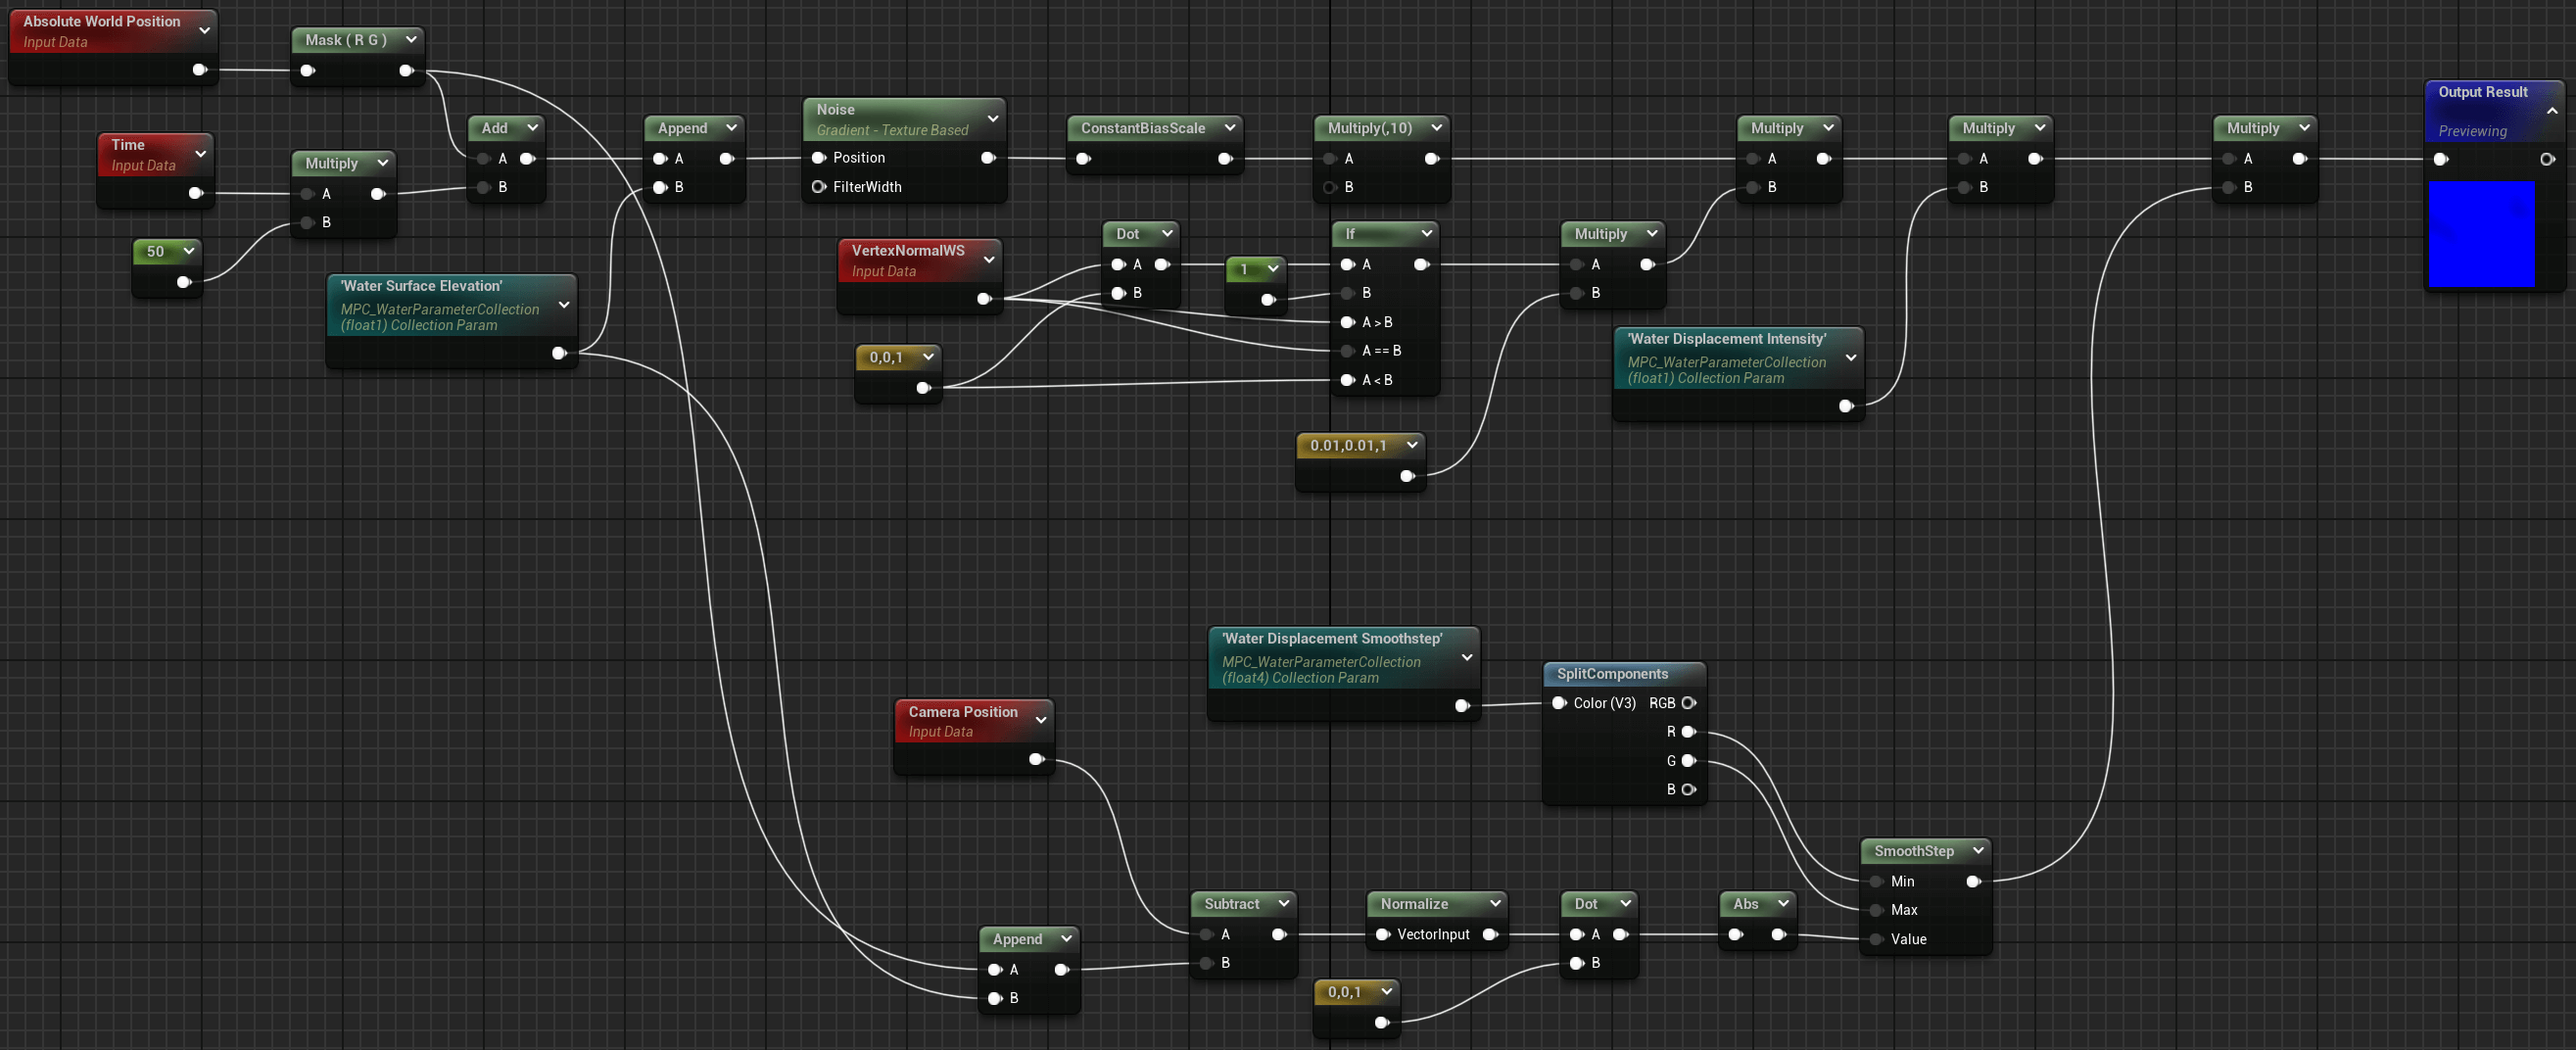 Absolute World Position
Input Data
Mask ( R G )
Time
Input Data
Multiply
A
B
50
Add
A
B
Append
A
B
'Water Surface Elevation'
MPC_WaterParameterCollection
(float1) Collection Param
Noise
Gradient - Texture Based
Position
FilterWidth
ConstantBiasScale
Multiply(,10)
A
B
VertexNormalWS
Input Data
0,0,1
Dot
A
B
1
If
A
B
A > B
A == B
A < B
0.01,0.01,1
Multiply
A
B
Multiply
A
B
'Water Displacement Intensity'
MPC_WaterParameterCollection
(float1) Collection Param
Multiply
A
B
Multiply
A
B
Output Result
Previewing
'Water Displacement Smoothstep'
MPC_WaterParameterCollection
(float4) Collection Param
SplitComponents
Color (V3) RGB
R
G
B
Camera Position
Input Data
Append
A
B
Subtract
A
B
Normalize
VectorInput
0,0,1
Dot
A
B
Abs
SmoothStep
Min
Max
Value